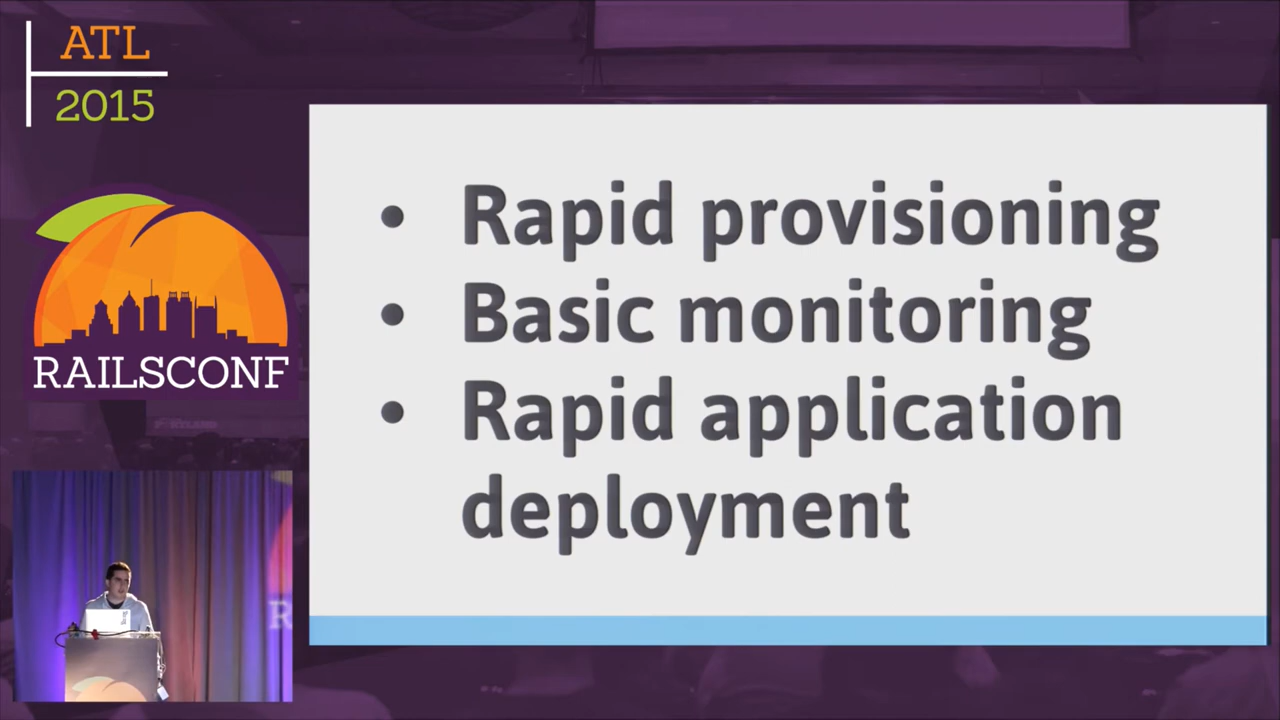 ATL
2015
RAILSCONF
• Rapid provisioning
• Basic monitoring
• Rapid application
deployment